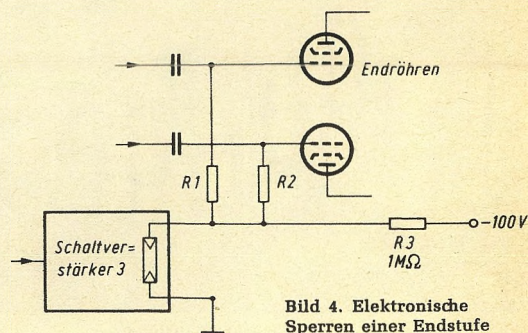 Endröhren
R1
R2
Schaltver=
stärker 3
R3
1MΩ
-100V
Bild 4. Elektronische
Sperren einer Endstufe